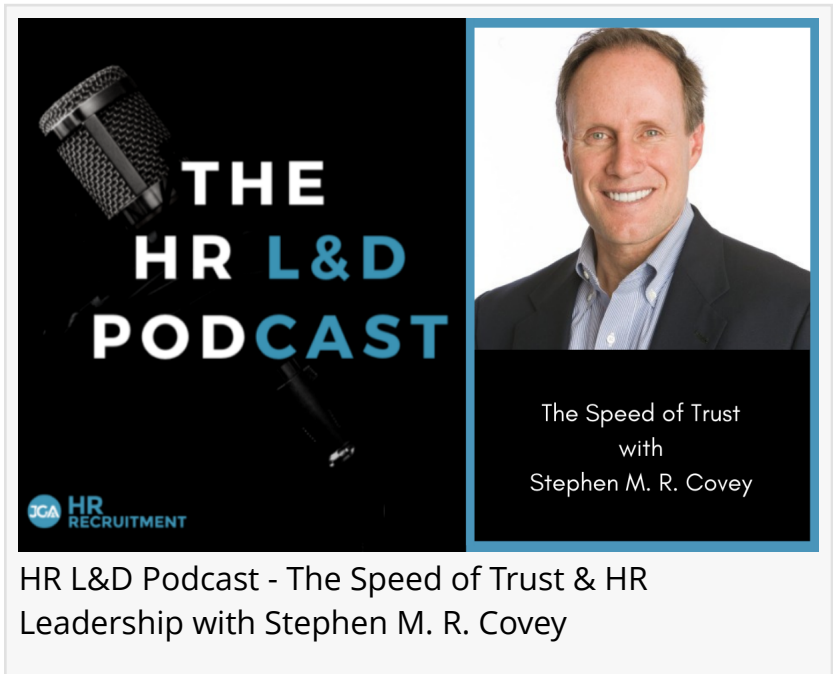 THE
HR L&D
PODCAST
JGA HR
RECRUITMENT
The Speed of Trust
with
Stephen M. R. Covey
HR L&D Podcast - The Speed of Trust & HR
Leadership with Stephen M. R. Covey